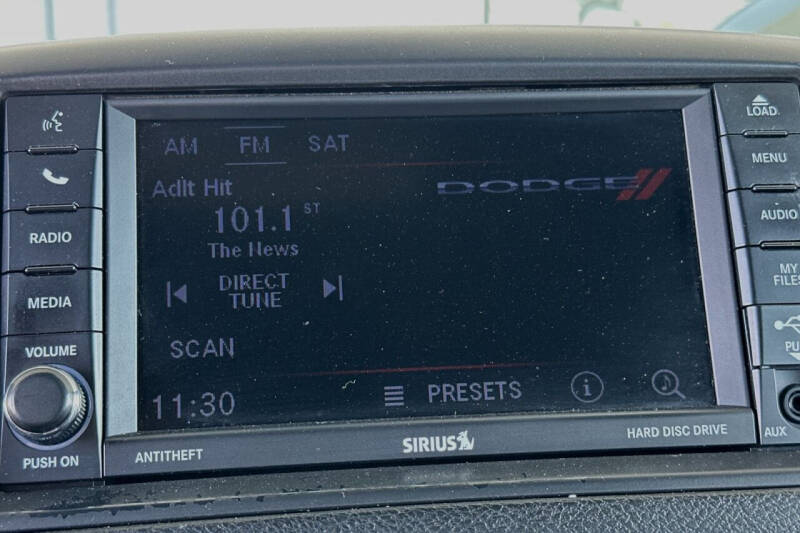 LOAD
MENU
AUDIO
MY
FILES
PU
AUX
RADIO
MEDIA
VOLUME
PUSH ON
AM FM SAT
Adlt Hit
DODGE
101.1 ST
The News
DIRECT
TUNE
SCAN
11:30
PRESETS
i
ANTITHEFT
SIRIUS
HARD DISC DRIVE